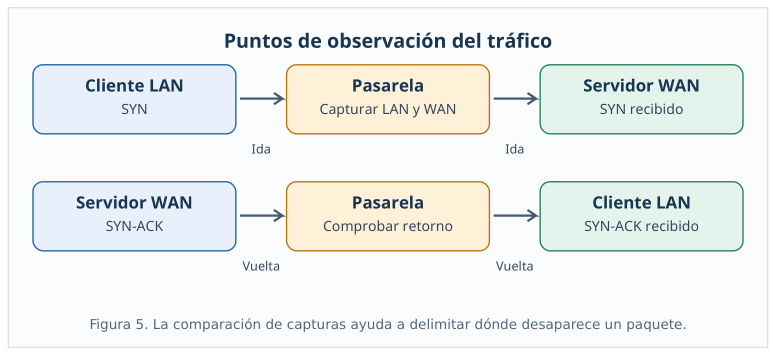 Puntos de observación del tráfico
Cliente LAN
SYN
Pasarela
Capturar LAN y WAN
Servidor WAN
SYN recibido
Ida
Ida
Servidor WAN
SYN-ACK
Pasarela
Comprobar retorno
Cliente LAN
SYN-ACK recibido
Vuelta
Vuelta
Figura 5. La comparación de capturas ayuda a delimitar dónde desaparece un paquete.